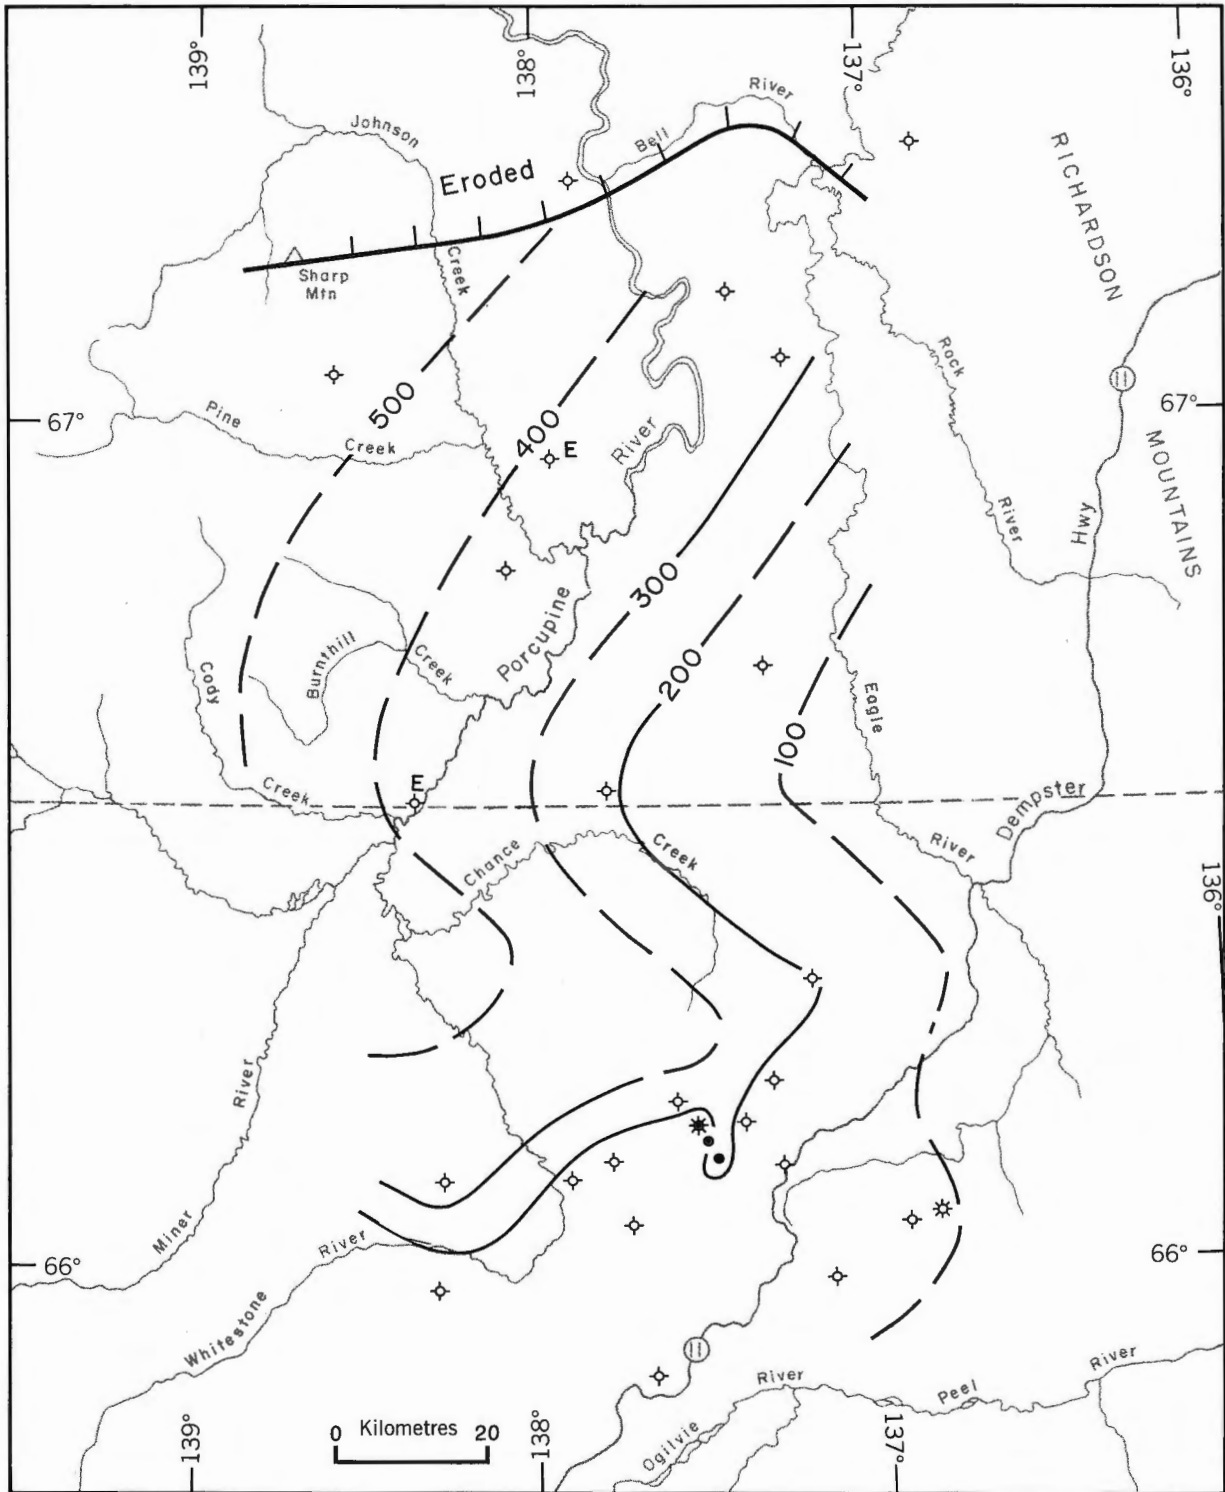 139°
138°
137°
136°
Johnson
Creek
Eroded
Bell
River
Sharp
Mtn
RICHARDSON
MOUNTAINS
Rock
River
67°
67°
Pine
Creek
500
400
E
River
Porcupine
300
200
100
Hwy
11
Dempster
Cody
Creek
Burnthill
Creek
E
Eagle
River
Chance
Creek
136°
Miner
River
66°
66°
Whitestone
River
11
Ogilvie
River
Peel
River
0 Kilometres 20
139°
138°
137°